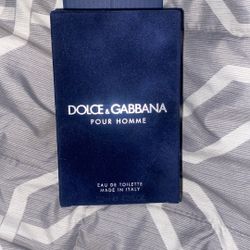 DOLCE & GABBANA
POUR HOMME
EAU DE TOILETTE
MADE IN ITALY